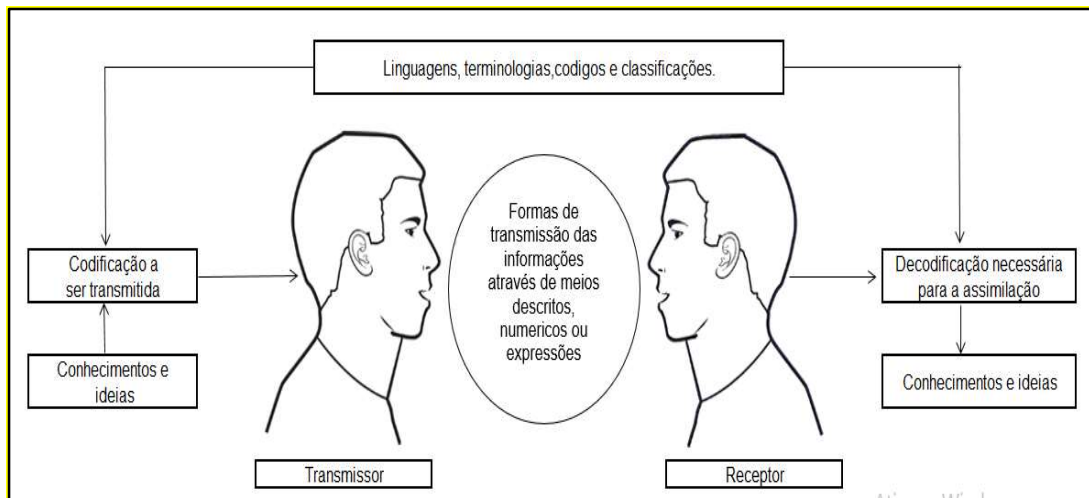 Linguagens, terminologias,codigos e classificações.
Formas de
transmissão das
informações
através de meios
descritos,
numericos ou
expressões
Codificação a
ser transmitida
Decodificação necessária
para a assimilação
Conhecimentos e
ideias
Conhecimentos e ideias
Transmissor
Receptor